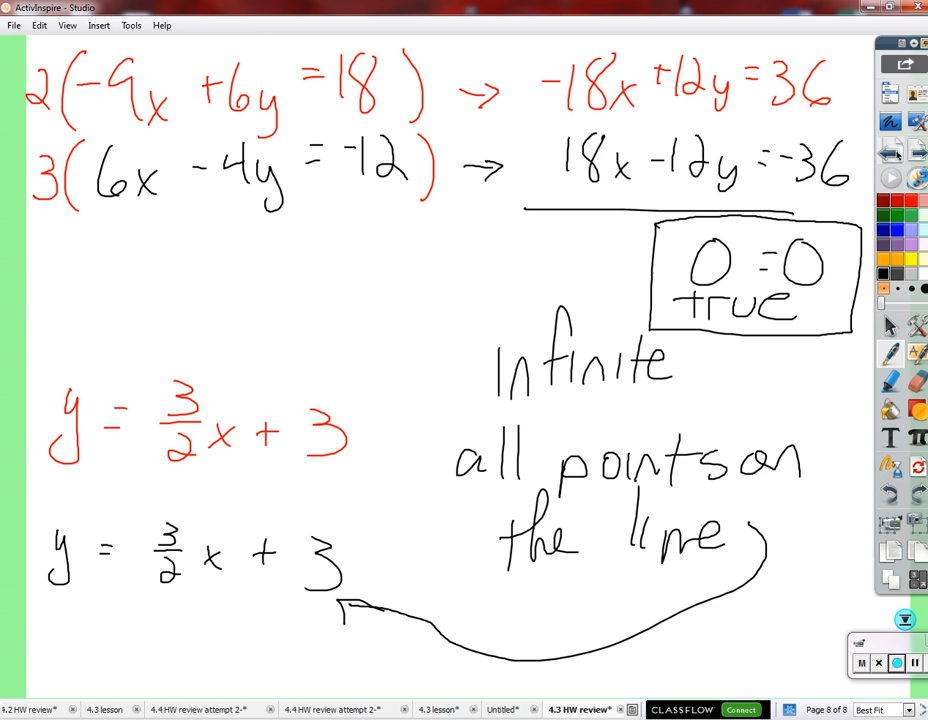 ActivInspire - Studio
File Edit View Insert Tools Help
2(-9x +6y =18) → -18x+12y=36
3(6x -4y = -12) → 18x-12y=-36
0=0
true
Infinite
all points on
the line
y = 3/2 x + 3
y = 3/2 x + 3
M
4.2 HW review* 4.3 lesson 4.4 HW review attempt 2-* 4.4 HW review attempt 2-* 4.3 lesson* Untitled* 4.3 HW review* CLASSFLOW Connect Page 8 of 8 Best Fit